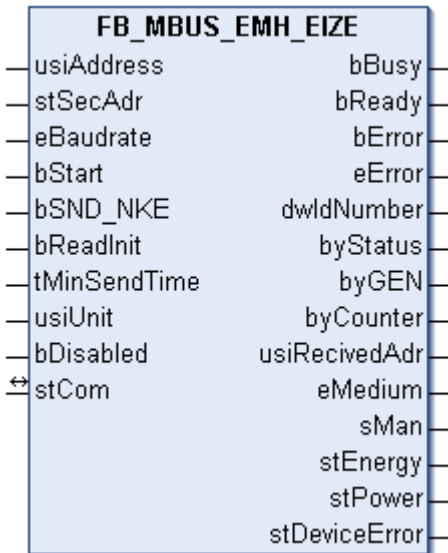 FB_MBUS_EMH_EIZE
usiAddress bBusy
stSecAdr bReady
eBaudrate bError
bStart eError
bSND_NKE dwIdNumber
bReadInit byStatus
tMinSendTime byGEN
usiUnit byCounter
bDisabled usiRecivedAdr
stCom eMedium
sMan
stEnergy
stPower
stDeviceError